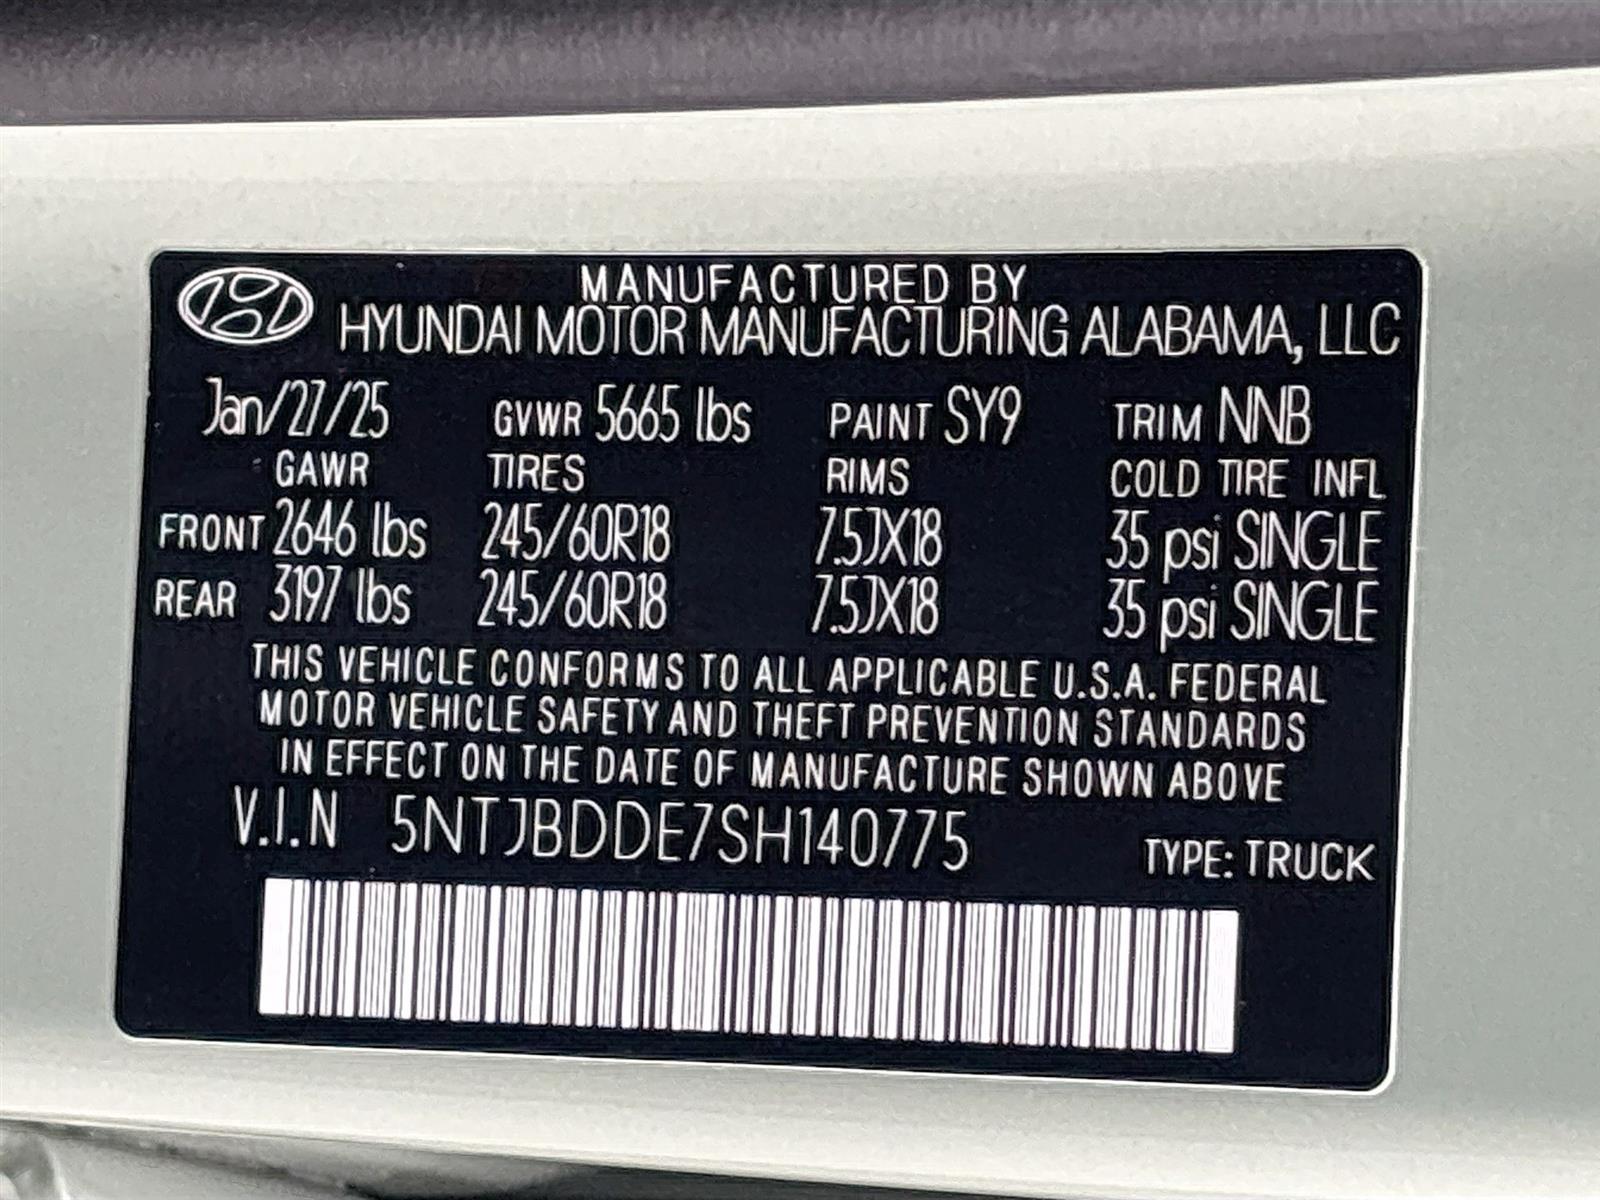 MANUFACTURED BY
HYUNDAI MOTOR MANUFACTURING ALABAMA, LLC
Jan/27/25 GVWR 5665 lbs PAINT SY9 TRIM NNB
GAWR TIRES RIMS COLD TIRE INFL
FRONT 2646 lbs 245/60R18 7.5JX18 35 psi SINGLE
REAR 3197 lbs 245/60R18 7.5JX18 35 psi SINGLE
THIS VEHICLE CONFORMS TO ALL APPLICABLE U.S.A. FEDERAL
MOTOR VEHICLE SAFETY AND THEFT PREVENTION STANDARDS
IN EFFECT ON THE DATE OF MANUFACTURE SHOWN ABOVE
V.I.N 5NTJBDDE7SH140775
TYPE: TRUCK